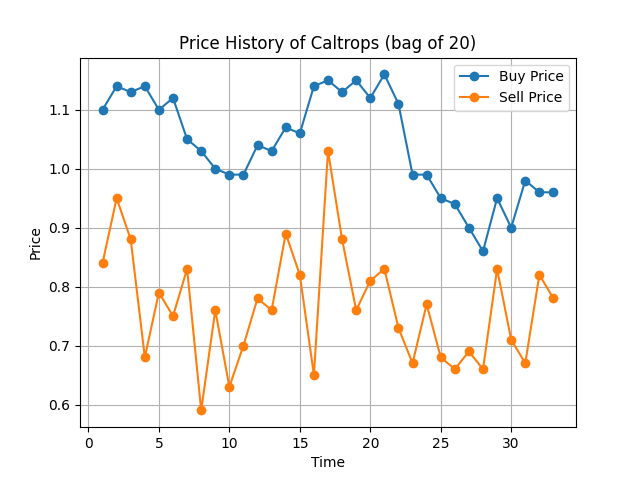 Price History of Caltrops (bag of 20)
Buy Price
Sell Price
Price
1.1
1.0
0.9
0.8
0.7
0.6
0 5 10 15 20 25 30
Time